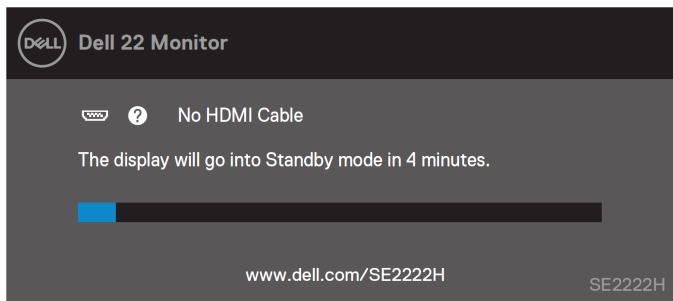 DELL Dell 22 Monitor
? No HDMI Cable
The display will go into Standby mode in 4 minutes.
www.dell.com/SE2222H
SE2222H